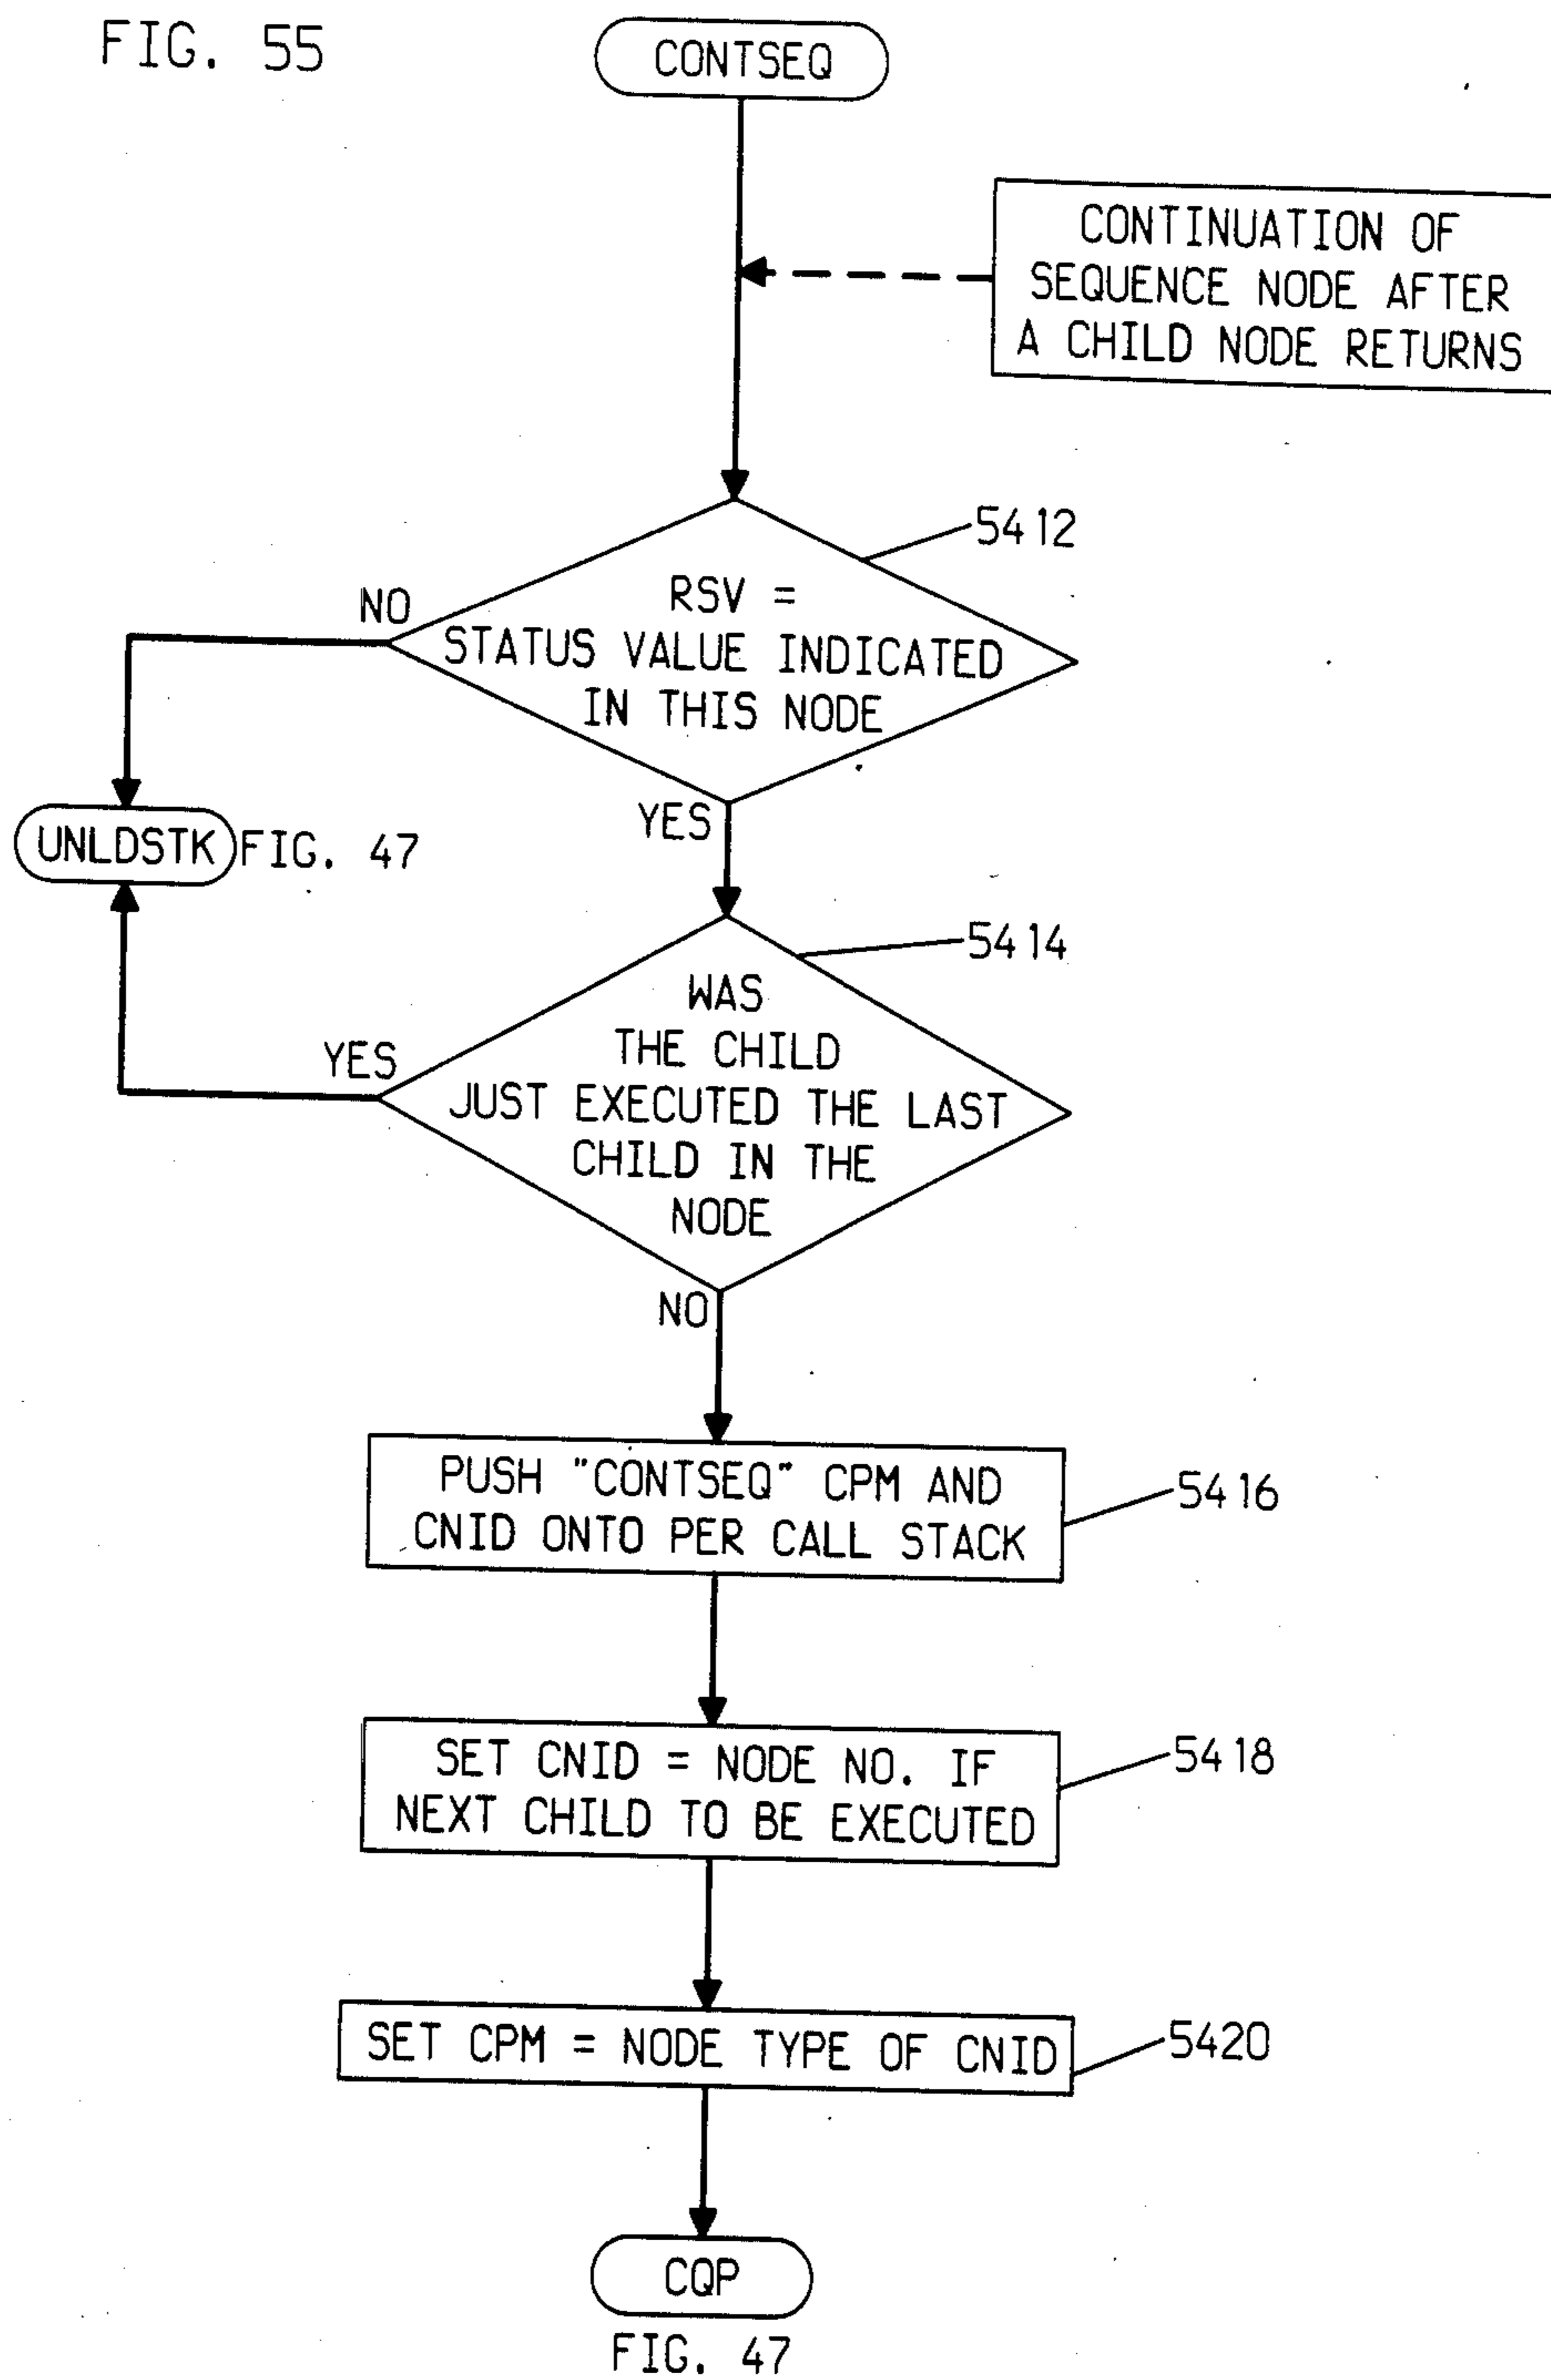 FIG. 55
CONTSEQ
CONTINUATION OF
SEQUENCE NODE AFTER
A CHILD NODE RETURNS
5412
RSV =
STATUS VALUE INDICATED
IN THIS NODE
NO
YES
UNLDSTK
FIG. 47
5414
WAS
THE CHILD
JUST EXECUTED THE LAST
CHILD IN THE
NODE
YES
NO
PUSH "CONTSEQ" CPM AND
CNID ONTO PER CALL STACK
5416
SET CNID = NODE NO. IF
NEXT CHILD TO BE EXECUTED
5418
SET CPM = NODE TYPE OF CNID
5420
CQP
FIG. 47